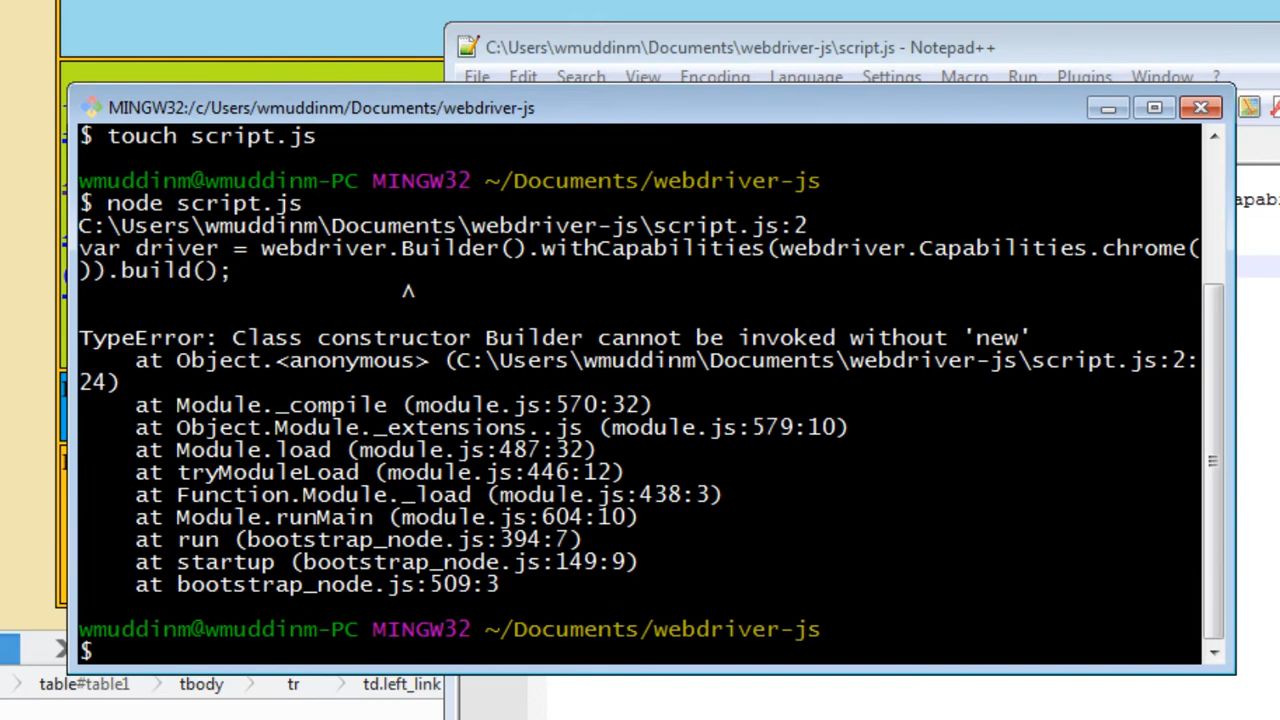 C:\Users\wmuddinm\Documents\webdriver-js\script.js - Notepad++
File Edit Search View Encoding Language Settings Macro Run Plugins Window ?
MINGW32:/c/Users/wmuddinm/Documents/webdriver-js
$ touch script.js
wmuddinm@wmuddinm-PC MINGW32 ~/Documents/webdriver-js
$ node script.js
C:\Users\wmuddinm\Documents\webdriver-js\script.js:2
var driver = webdriver.Builder().withCapabilities(webdriver.Capabilities.chrome(
)).build();
^
TypeError: Class constructor Builder cannot be invoked without 'new'
at Object.<anonymous> (C:\Users\wmuddinm\Documents\webdriver-js\script.js:2:
24)
at Module._compile (module.js:570:32)
at Object.Module._extensions..js (module.js:579:10)
at Module.load (module.js:487:32)
at tryModuleLoad (module.js:446:12)
at Function.Module._load (module.js:438:3)
at Module.runMain (module.js:604:10)
at run (bootstrap_node.js:394:7)
at startup (bootstrap_node.js:149:9)
at bootstrap_node.js:509:3
wmuddinm@wmuddinm-PC MINGW32 ~/Documents/webdriver-js
$
apabi
table#table1 tbody tr td.left_link